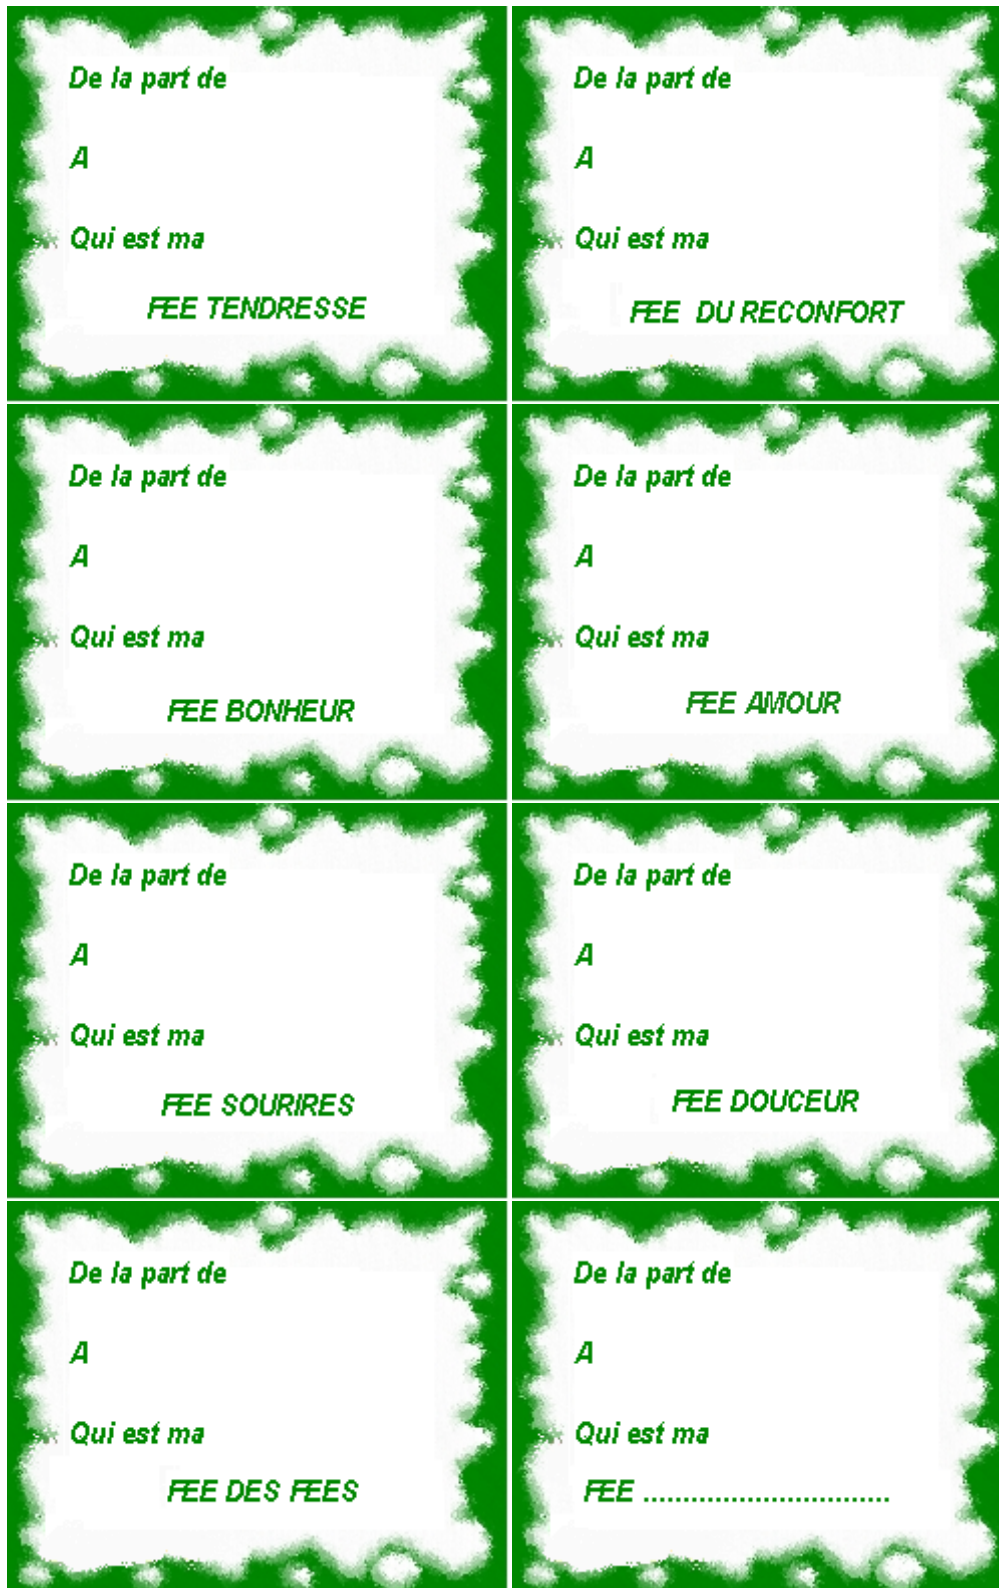 De la part de
A
Qui est ma
FEE TENDRESSE
De la part de
A
Qui est ma
FEE DU RECONFORT
De la part de
A
Qui est ma
FEE BONHEUR
De la part de
A
Qui est ma
FEE AMOUR
De la part de
A
Qui est ma
FEE SOURIRES
De la part de
A
Qui est ma
FEE DOUCEUR
De la part de
A
Qui est ma
FEE DES FEES
De la part de
A
Qui est ma
FEE ...............................